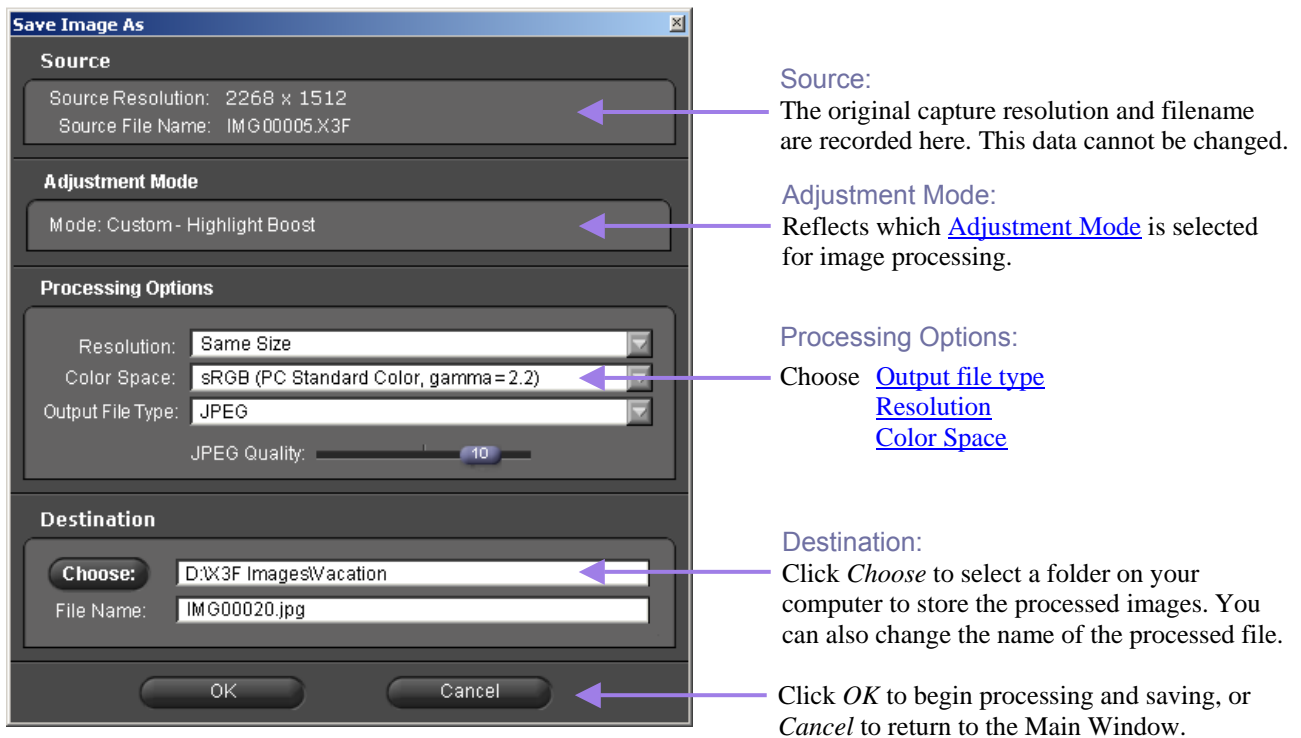 Save Image As
Source
Source Resolution: 2268 x 1512
Source File Name: IMG00005.X3F
Adjustment Mode
Mode: Custom - Highlight Boost
Processing Options
Resolution: Same Size
Color Space: sRGB (PC Standard Color, gamma=2.2)
Output File Type: JPEG
JPEG Quality: 10
Destination
Choose: D:\X3F Images\Vacation
File Name: IMG00020.jpg
OK Cancel
Source:
The original capture resolution and filename
are recorded here. This data cannot be changed.
Adjustment Mode:
Reflects which Adjustment Mode is selected
for image processing.
Processing Options:
Choose Output file type
Resolution
Color Space
Destination:
Click Choose to select a folder on your
computer to store the processed images. You
can also change the name of the processed file.
Click OK to begin processing and saving, or
Cancel to return to the Main Window.